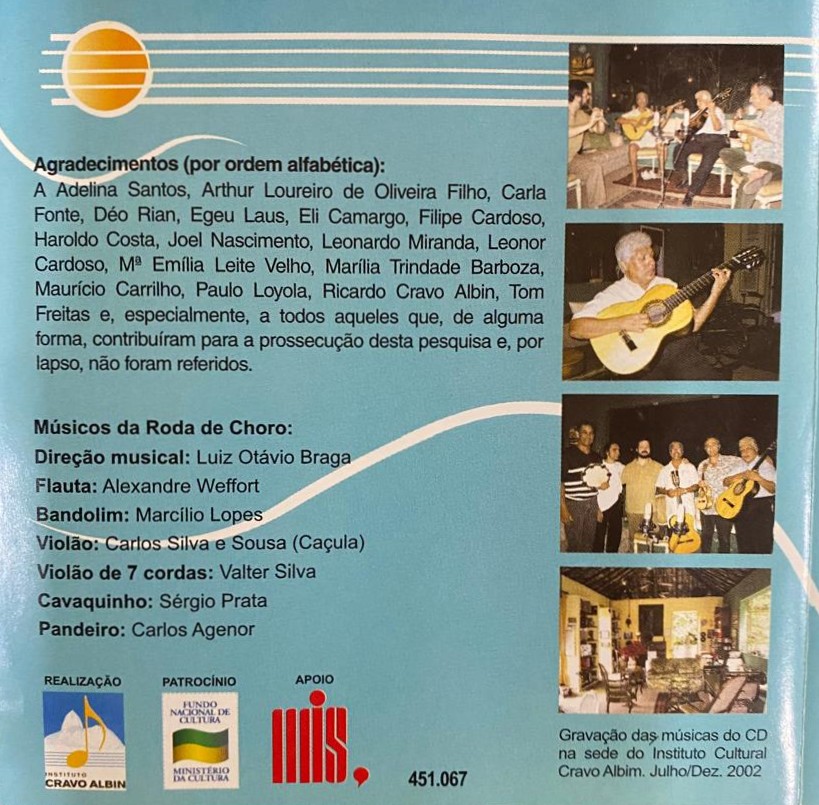 Agradecimentos (por ordem alfabética):
A Adelina Santos, Arthur Loureiro de Oliveira Filho, Carla
Fonte, Déo Rian, Egeu Laus, Eli Camargo, Filipe Cardoso,
Haroldo Costa, Joel Nascimento, Leonardo Miranda, Leonor
Cardoso, Mª Emília Leite Velho, Marília Trindade Barboza,
Maurício Carrilho, Paulo Loyola, Ricardo Cravo Albin, Tom
Freitas e, especialmente, a todos aqueles que, de alguma
forma, contribuíram para a prossecução desta pesquisa e, por
lapso, não foram referidos.
Músicos da Roda de Choro:
Direção musical: Luiz Otávio Braga
Flauta: Alexandre Weffort
Bandolim: Marcílio Lopes
Violão: Carlos Silva e Sousa (Caçula)
Violão de 7 cordas: Valter Silva
Cavaquinho: Sérgio Prata
Pandeiro: Carlos Agenor
REALIZAÇÃO
INSTITUTO
CRAVO ALBIN
PATROCÍNIO
FUNDO
NACIONAL DE
CULTURA
MINISTÉRIO
DA CULTURA
APOIO
mis.
451.067
Gravação das músicas do CD
na sede do Instituto Cultural
Cravo Albim. Julho/Dez. 2002